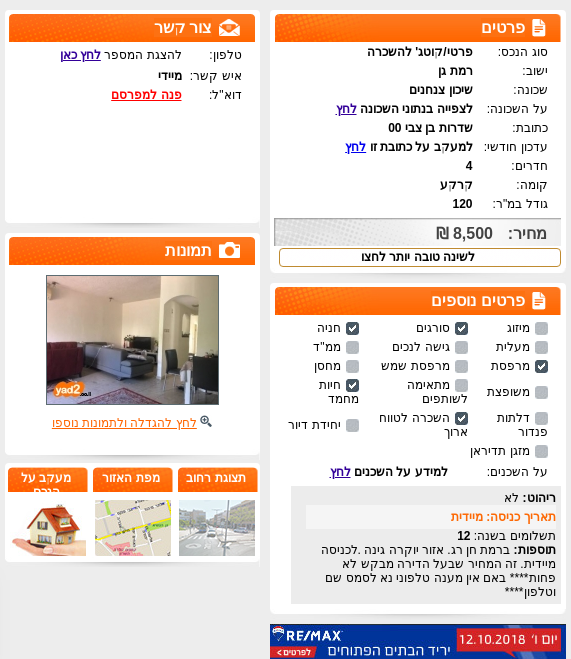 פרטים
סוג הנכס: פרטי/קוטג' להשכרה
ישוב: רמת גן
שכונה: שיכון צנחנים
על השכונה: לצפייה בנתוני השכונה לחץ
כתובת: שדרות בן צבי 00
עדכון חודשי: למעקב על כתובת זו לחץ
חדרים: 4
קומה: קרקע
גודל במ"ר: 120
מחיר: 8,500 ₪
לשינה טובה יותר לחצו
פרטים נוספים
מיזוג סורגים חניה
מעלית גישה לנכים ממ"ד
מרפסת מרפסת שמש מחסן
משופצת מתאימה לשותפים חיות מחמד
דלתות פנדור השכרה לטווח ארוך יחידת דיור
מזגן תדיראן
על השכנים: למידע על השכנים לחץ
ריהוט: לא
תאריך כניסה: מיידית
תשלומים בשנה: 12
תוספות: ברמת חן רג. אזור יוקרה גינה .לכניסה
מיידית. זה המחיר שבעל הדירה מבקש לא
פחות**** באם אין מענה טלפוני נא לסמס שם
וטלפון****
RE/MAX
יום ו' 12.10.2018
יריד הבתים הפתוחים
לפרטים >
צור קשר
טלפון: להצגת המספר לחץ כאן
איש קשר: מיידי
דוא"ל: פנה למפרסם
תמונות
yad2.co.il
לחץ להגדלה ולתמונות נוספו
תצוגת רחוב
מפת האזור
מעקב על
הנכס